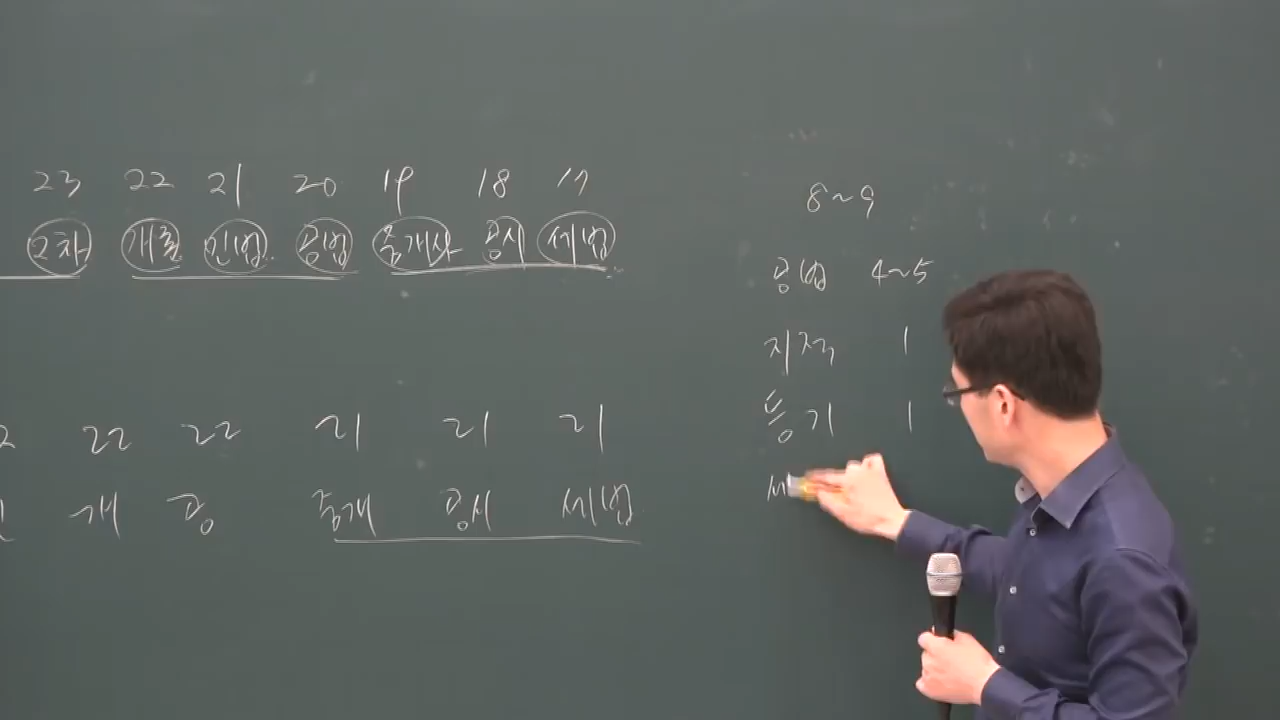 23 22 21 20 19 18 17
2차 개론 민법 공법 중개사 공시 세법
8~9
공법 4~5
지적 1
등기 1
세
2 22 22 21 21 21
개 공 중개 공시 세법